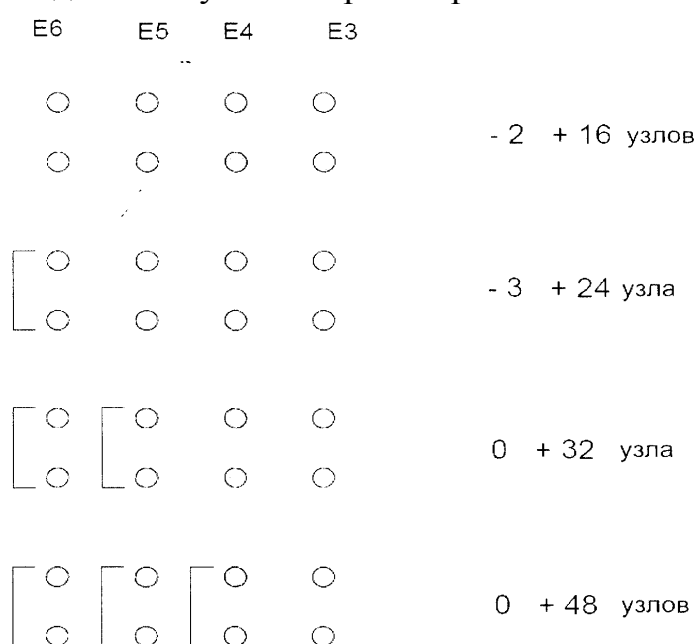 E6 E5 E4 E3
- 2 + 16 узлов
- 3 + 24 узла
0 + 32 узла
0 + 48 узлов